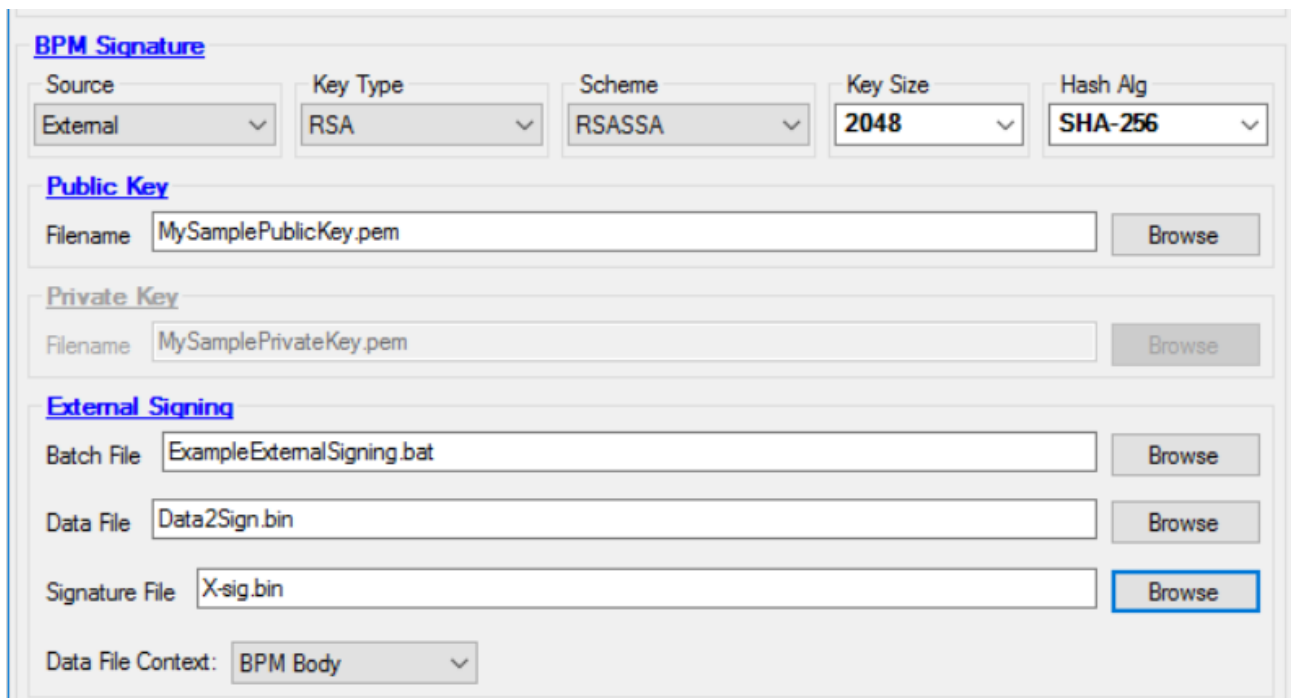 BPM Signature
Source Key Type Scheme Key Size Hash Alg
External RSA RSASSA 2048 SHA-256
Public Key
Filename MySamplePublicKey.pem Browse
Private Key
Filename MySamplePrivateKey.pem Browse
External Signing
Batch File ExampleExternalSigning.bat Browse
Data File Data2Sign.bin Browse
Signature File X-sig.bin Browse
Data File Context: BPM Body